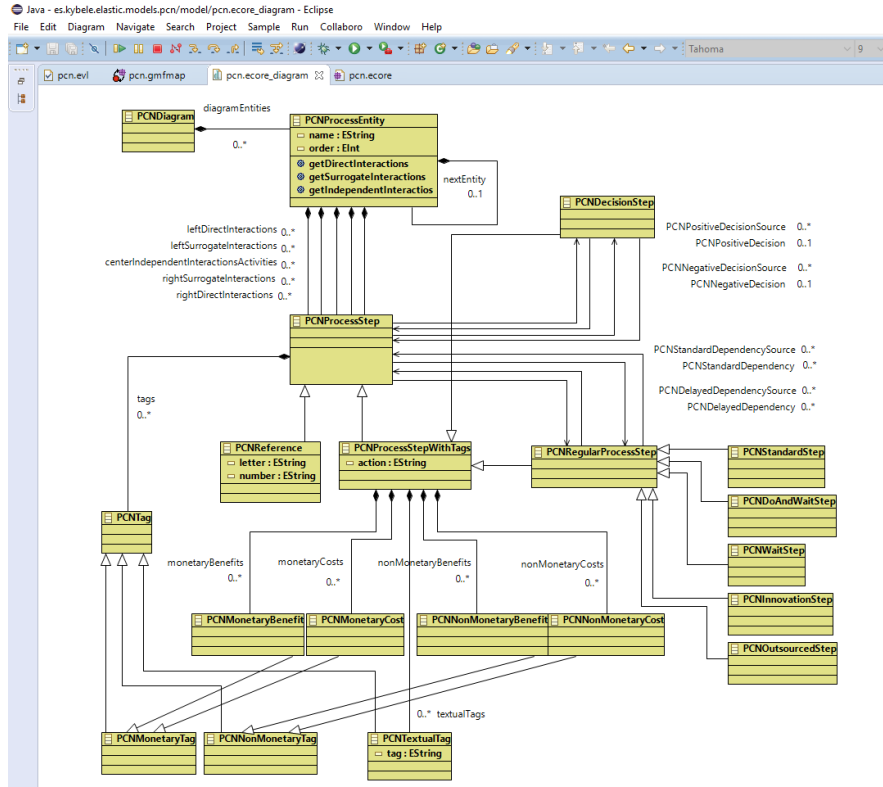 Java - es.kybele.elastic.models.pcn/model/pcn.ecore_diagram - Eclipse
File Edit Diagram Navigate Search Project Sample Run Collaboro Window Help
Tahoma 9
pcn.evl pcn.gmfmap pcn.ecore_diagram pcn.ecore
diagramEntities
PCNDiagram
0..*
PCNProcessEntity
name : EString
order : EInt
getDirectInteractions
getSurrogateInteractions
getIndependentInteractios
nextEntity
0..1
PCNDecisionStep
leftDirectInteractions 0..*
leftSurrogateInteractions 0..*
centerIndependentInteractionsActivities 0..*
rightSurrogateInteractions 0..*
rightDirectInteractions 0..*
PCNPositiveDecisionSource 0..*
PCNPositiveDecision 0..1
PCNNegativeDecisionSource 0..*
PCNNegativeDecision 0..1
PCNProcessStep
PCNStandardDependencySource 0..*
PCNStandardDependency 0..*
PCNDelayedDependencySource 0..*
PCNDelayedDependency 0..*
tags
0..*
PCNReference
letter : EString
number : EString
PCNProcessStepWithTags
action : EString
PCNRegularProcessStep
PCNStandardStep
PCNDoAndWaitStep
PCNWaitStep
PCNInnovationStep
PCNOutsourcedStep
PCNTag
monetaryBenefits
0..*
monetaryCosts
0..*
nonMonetaryBenefits
0..*
nonMonetaryCosts
0..*
PCNMonetaryBenefit
PCNMonetaryCost
PCNNonMonetaryBenefit
PCNNonMonetaryCost
0..* textualTags
PCNMonetaryTag
PCNNonMonetaryTag
PCNTextualTag
tag : EString